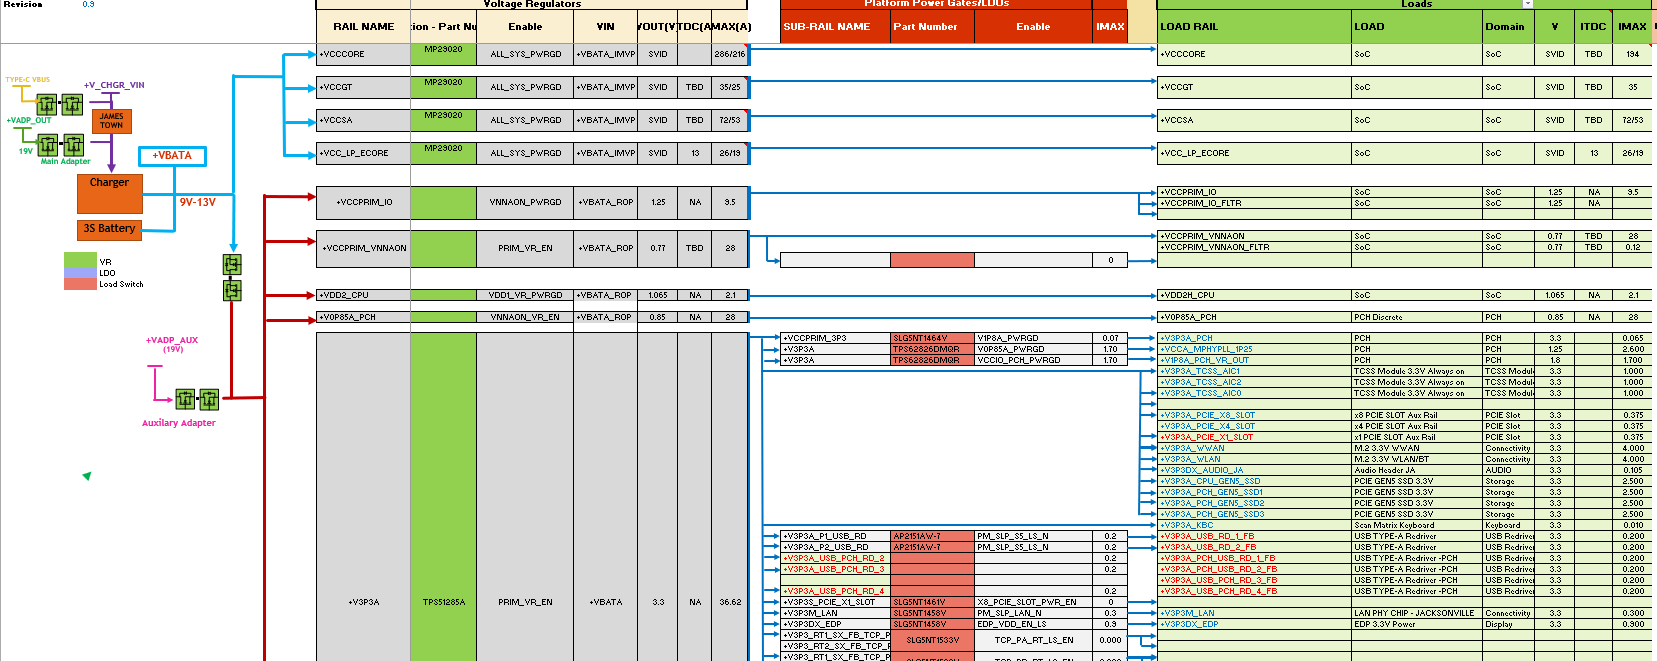 Revision 0.9
Voltage Regulators Platform Power Gates/LDOs Loads
RAIL NAME Enable VIN SUB-RAIL NAME Part Number Enable IMAX LOAD RAIL LOAD Domain V ITDC IMAX
+VCCCORE MP29020 ALL_SYS_PWRGD +VBATA_IMVP SVID 286/216 +VCCCORE SoC SoC SVID TBD 194
+VCCGT MP29020 ALL_SYS_PWRGD +VBATA_IMVP SVID TBD 35/25 +VCCGT SoC SoC SVID TBD 35
+VCCSA MP29020 ALL_SYS_PWRGD +VBATA_IMVP SVID TBD 72/53 +VCCSA SoC SoC SVID TBD 72/53
+VCC_LP_ECORE MP29020 ALL_SYS_PWRGD +VBATA_IMVP SVID 13 26/19 +VCC_LP_ECORE SoC SoC SVID 13 26/19
TYPE-C VBUS
+V_CHGR_VIN
JAMES
TOWN
+VADP_OUT
19V
Main Adapter
+VBATA
Charger
9V-13V
3S Battery
VR
LDO
Load Switch
+VADP_AUX
(19V)
Auxilary Adapter
+VCCPRIM_IO VNNAON_PWRGD +VBATA_ROP 1.25 NA 9.5 +VCCPRIM_IO SoC SoC 1.25 NA 9.5
+VCCPRIM_IO_FLTR SoC SoC 1.25 NA
+VCCPRIM_VNNAON PRIM_VR_EN +VBATA_ROP 0.77 TBD 28 +VCCPRIM_VNNAON SoC SoC 0.77 TBD 28
+VCCPRIM_VNNAON_FLTR SoC SoC 0.77 TBD 0.12
0
+VDD2_CPU VDD1_VR_PWRGD +VBATA_ROP 1.065 NA 2.1 +VDD2H_CPU SoC SoC 1.065 NA 2.1
+V0P85A_PCH VNNAON_VR_EN +VBATA_ROP 0.85 NA 28 +V0P85A_PCH PCH Discrete PCH 0.85 NA 28
+VCCPRIM_3P3 SLG5NT1464V V1P8A_PWRGD 0.07 +V3P3A_PCH PCH PCH 3.3 0.065
+V3P3A TPS62826DMQR V0P85A_PWRGD 1.70 +VCCA_MPHYPLL_1P25 PCH PCH 1.25 2.600
+V3P3A TPS62826DMQR VCCIO_PCH_PWRGD 1.70 +V1P8A_PCH_VR_OUT PCH PCH 1.8 1.700
+V3P3A_TCSS_AIC1 TCSS Module 3.3V Always on TCSS Modul 3.3 1.000
+V3P3A_TCSS_AIC2 TCSS Module 3.3V Always on TCSS Modul 3.3 1.000
+V3P3A_TCSS_AIC0 TCSS Module 3.3V Always on TCSS Modul 3.3 1.000
+V3P3A_PCIE_X8_SLOT x8 PCIE SLOT Aux Rail PCIE Slot 3.3 0.375
+V3P3A_PCIE_X4_SLOT x4 PCIE SLOT Aux Rail PCIE Slot 3.3 0.375
+V3P3A_PCIE_X1_SLOT x1 PCIE SLOT Aux Rail PCIE Slot 3.3 0.375
+V3P3A_WWAN M.2 3.3V WWAN Connectivity 3.3 4.000
+V3P3A_WLAN M.2 3.3V WLAN/BT Connectivity 3.3 4.000
+V3P3DX_AUDIO_JA Audio Header JA AUDIO 3.3 0.105
+V3P3A_CPU_GEN5_SSD PCIE GEN5 SSD 3.3V Storage 3.3 2.500
+V3P3A_PCH_GEN5_SSD1 PCIE GEN5 SSD 3.3V Storage 3.3 2.500
+V3P3A_PCH_GEN5_SSD2 PCIE GEN5 SSD 3.3V Storage 3.3 2.500
+V3P3A_PCH_GEN5_SSD3 PCIE GEN5 SSD 3.3V Storage 3.3 2.500
+V3P3A_KBC Scan Matrix Keyboard Keyboard 3.3 0.010
+V3P3A_P1_USB_RD AP2151AW-7 PM_SLP_S5_LS_N 0.2 +V3P3A_USB_RD_1_FB USB TYPE-A Redriver USB Redriver 3.3 0.200
+V3P3A_P2_USB_RD AP2151AW-7 PM_SLP_S5_LS_N 0.2 +V3P3A_USB_RD_2_FB USB TYPE-A Redriver USB Redriver 3.3 0.200
+V3P3A_USB_PCH_RD_2 0.2 +V3P3A_PCH_USB_RD_1_FB USB TYPE-A Redriver -PCH USB Redriver 3.3 0.200
+V3P3A_USB_PCH_RD_3 0.2 +V3P3A_USB_PCH_RD_2_FB USB TYPE-A Redriver -PCH USB Redriver 3.3 0.200
+V3P3A_USB_PCH_RD_3_FB USB TYPE-A Redriver -PCH USB Redriver 3.3 0.200
+V3P3A_USB_PCH_RD_4 0.2 +V3P3A_USB_PCH_RD_4_FB USB TYPE-A Redriver -PCH USB Redriver 3.3 0.200
+V3P3A TPS51285A PRIM_VR_EN +VBATA 3.3 NA 36.62 +V3P3S_PCIE_X1_SLOT SLG5NT1461V X8_PCIE_SLOT_PWR_EN 0
+V3P3M_LAN SLG5NT1458V PM_SLP_LAN_N 0.3 +V3P3M_LAN LAN PHY CHIP - JACKSONVILLE Connectivity 3.3 0.300
+V3P3DX_EDP SLG5NT1458V EDP_VDD_EN_LS 0.9 +V3P3DX_EDP EDP 3.3V Power Display 3.3 0.900
+V3P3_RT1_SX_FB_TCP_P SLG5NT1533V TCP_PA_RT_LS_EN 0.000
+V3P3_RT2_SX_FB_TCP_F
+V3P3_RT1_SX_FB_TCP_P